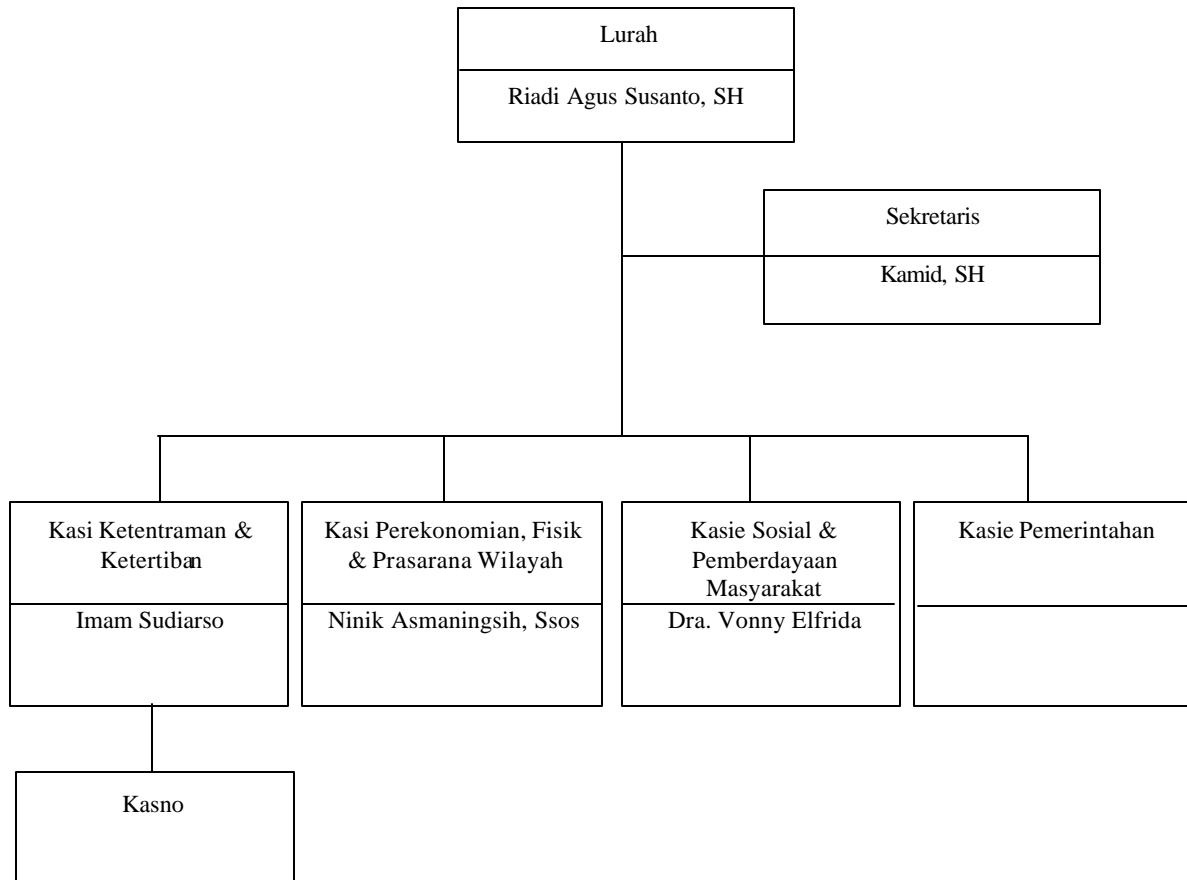 Lurah
Riadi Agus Susanto, SH
Sekretaris
Kamid, SH
Kasi Ketentraman &
Ketertiban
Imam Sudiarso
Kasi Perekonomian, Fisik
& Prasarana Wilayah
Ninik Asmaningsih, Ssos
Kasie Sosial &
Pemberdayaan
Masyarakat
Dra. Vonny Elfrida
Kasie Pemerintahan
Kasno